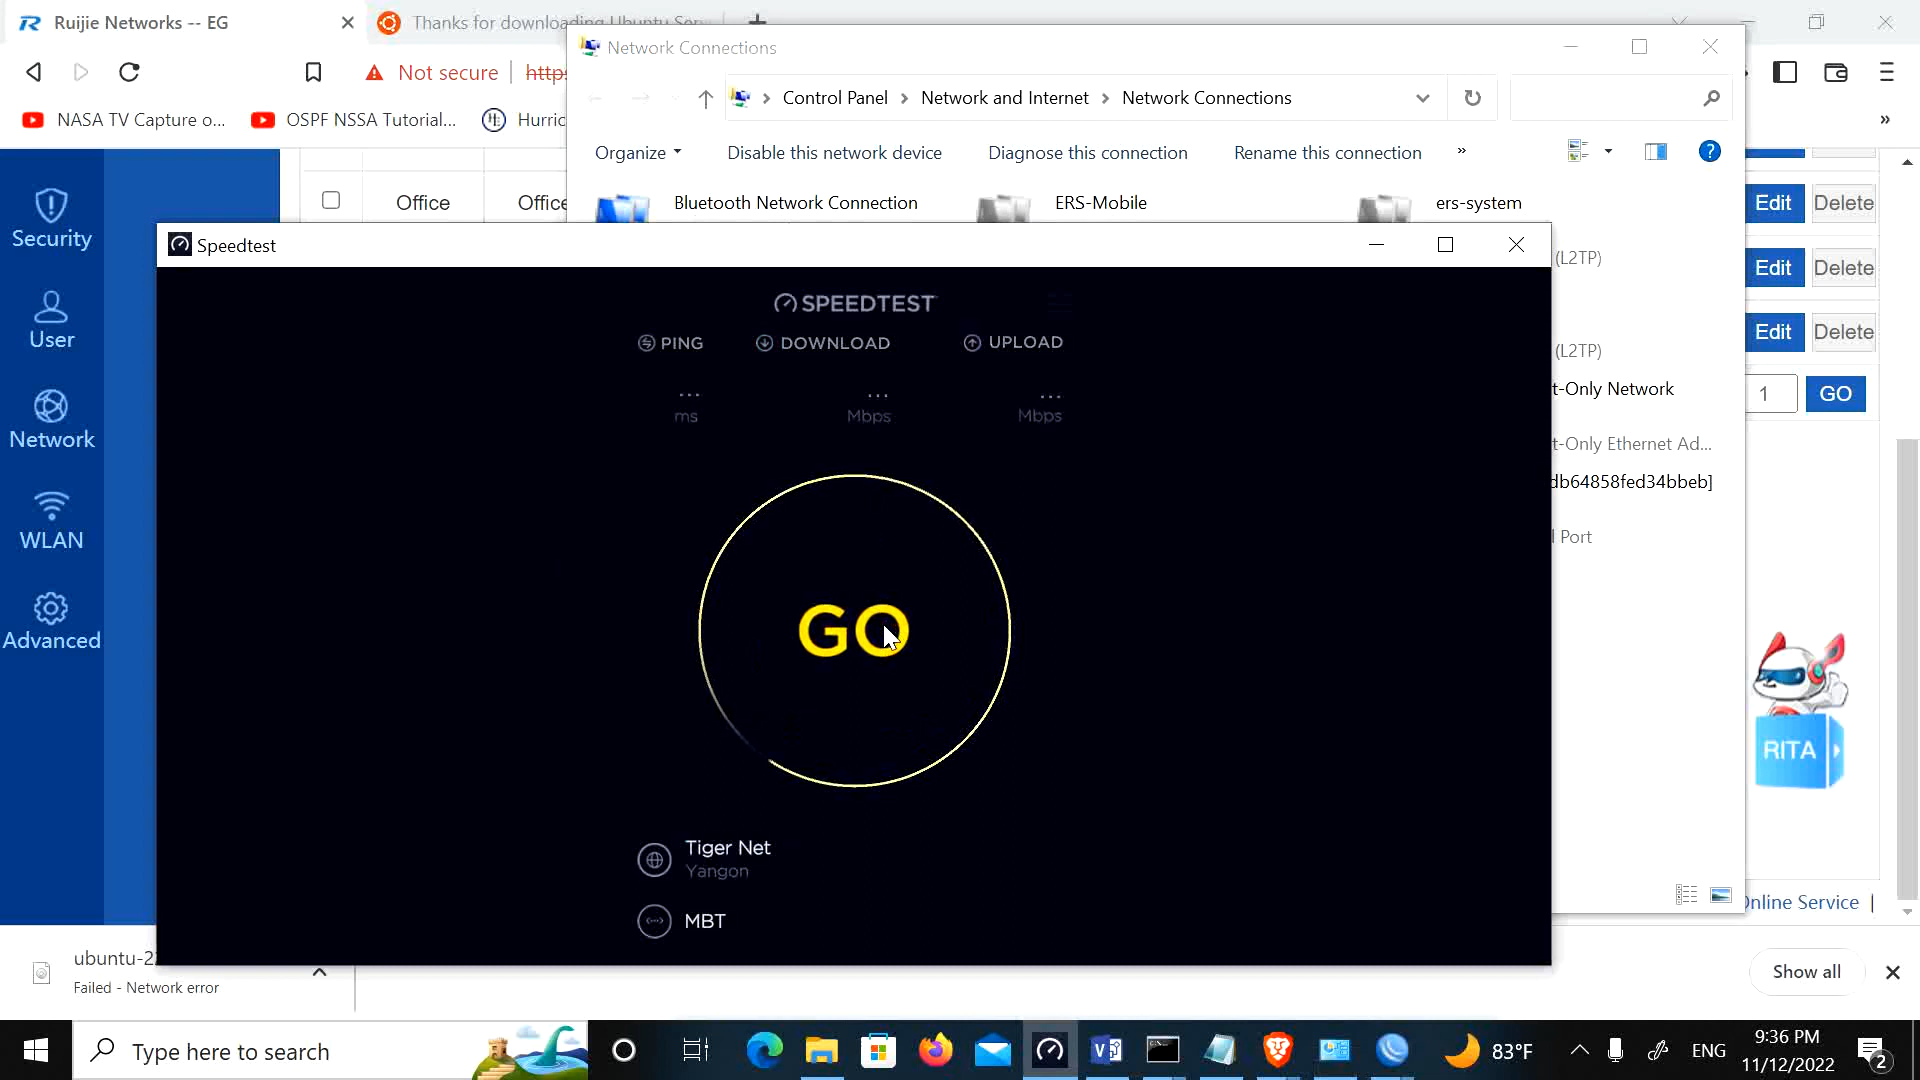 Ruijie Networks -- EG
Thanks for downloading Ubuntu Serv
Network Connections
Not secure
https
Control Panel > Network and Internet > Network Connections
NASA TV Capture o...
OSPF NSSA Tutorial...
Hurric
Organize
Disable this network device
Diagnose this connection
Rename this connection
»
»
Office
Office
Bluetooth Network Connection
ERS-Mobile
ers-system
Edit
Delete
Security
Speedtest
(L2TP)
Edit
Delete
SPEEDTEST
User
PING
DOWNLOAD
UPLOAD
(L2TP)
Edit
Delete
...
...
...
ms
Mbps
Mbps
t-Only Network
1
GO
Network
t-Only Ethernet Ad...
db64858fed34bbeb]
WLAN
l Port
GO
Advanced
RITA
Tiger Net
Yangon
MBT
Online Service |
ubuntu-22
Failed - Network error
Show all
Type here to search
83°F
ENG
9:36 PM
11/12/2022
2